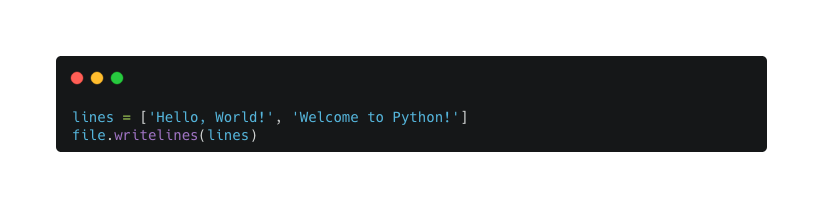 lines = ['Hello, World!', 'Welcome to Python!']
file.writelines(lines)